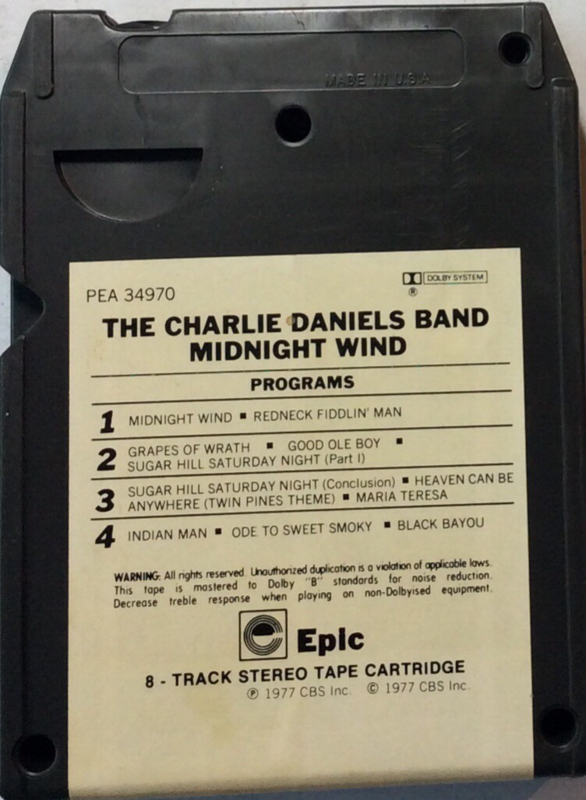 MADE IN U.S.A
PEA 34970
DOLBY SYSTEM
®
THE CHARLIE DANIELS BAND
MIDNIGHT WIND
PROGRAMS
1 MIDNIGHT WIND ▪ REDNECK FIDDLIN' MAN
2 GRAPES OF WRATH ▪ GOOD OLE BOY ▪
SUGAR HILL SATURDAY NIGHT (Part I)
3 SUGAR HILL SATURDAY NIGHT (Conclusion) ▪ HEAVEN CAN BE
ANYWHERE (TWIN PINES THEME) ▪ MARIA TERESA
4 INDIAN MAN ▪ ODE TO SWEET SMOKY ▪ BLACK BAYOU
WARNING: All rights reserved. Unauthorized duplication is a violation of applicable laws.
This tape is mastered to Dolby "B" standards for noise reduction.
Decrease treble response when playing on non-Dolbyised equipment.
e Epic
8 - TRACK STEREO TAPE CARTRIDGE
℗ 1977 CBS Inc. © 1977 CBS Inc.